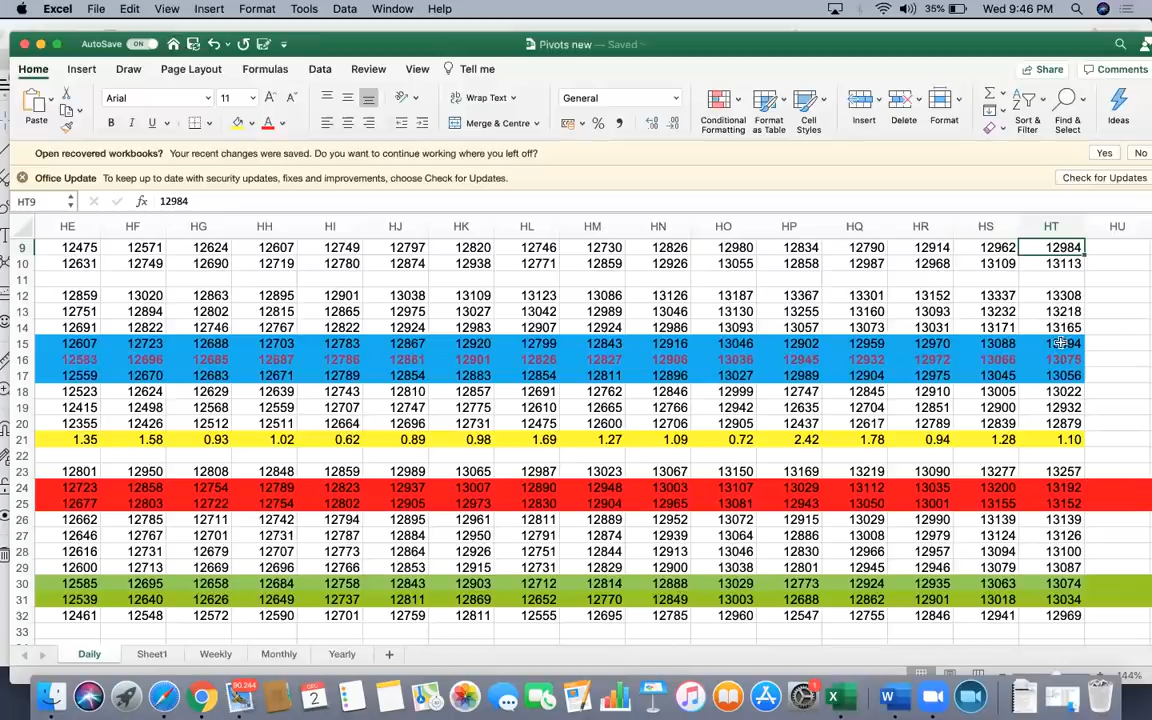 Excel File Edit View Insert Format Tools Data Window Help 35% Wed 9:46 PM
AutoSave ON Pivots new — Saved
Home Insert Draw Page Layout Formulas Data Review View Tell me Share Comments
Paste Arial 11 A A Wrap Text General Conditional Formatting Format as Table Cell Styles Insert Delete Format Sort & Filter Find & Select Ideas
B I U A Merge & Centre % 
Open recovered workbooks? Your recent changes were saved. Do you want to continue working where you left off? Yes No
Office Update To keep up to date with security updates, fixes and improvements, choose Check for Updates. Check for Updates
HT9 fx 12984
HE HF HG HH HI HJ HK HL HM HN HO HP HQ HR HS HT HU
9 12475 12571 12624 12607 12749 12797 12820 12746 12730 12826 12980 12834 12790 12914 12962 12984
10 12631 12749 12690 12719 12780 12874 12938 12771 12859 12926 13055 12858 12987 12968 13109 13113
11
12 12859 13020 12863 12895 12901 13038 13109 13123 13086 13126 13187 13367 13301 13152 13337 13308
13 12751 12894 12802 12815 12865 12975 13027 13042 12989 13046 13130 13255 13160 13093 13232 13218
14 12691 12822 12746 12767 12822 12924 12983 12907 12924 12986 13093 13057 13073 13031 13171 13165
15 12607 12723 12688 12703 12783 12867 12920 12799 12843 12916 13046 12902 12959 12970 13088
16 12583 12696 12685 12687 12786 12861 12901 12826 12827 12906 13036 12945 12932 12972 13066 13075
17 12559 12670 12683 12671 12789 12854 12883 12854 12811 12896 13027 12989 12904 12975 13045 13056
18 12523 12624 12629 12639 12743 12810 12857 12691 12762 12846 12999 12747 12845 12910 13005 13022
19 12415 12498 12568 12559 12707 12747 12775 12610 12665 12766 12942 12635 12704 12851 12900 12932
20 12355 12426 12512 12511 12664 12696 12731 12475 12600 12706 12905 12437 12617 12789 12839 12879
21 1.35 1.58 0.93 1.02 0.62 0.89 0.98 1.69 1.27 1.09 0.72 2.42 1.78 0.94 1.28 1.10
22
23 12801 12950 12808 12848 12859 12989 13065 12987 13023 13067 13150 13169 13219 13090 13277 13257
24 12723 12858 12754 12789 12823 12937 13007 12890 12948 13003 13107 13029 13112 13035 13200 13192
25 12677 12803 12722 12754 12802 12905 12973 12830 12904 12965 13081 12943 13050 13001 13155 13152
26 12662 12785 12711 12742 12794 12895 12961 12811 12889 12952 13072 12915 13029 12990 13139 13139
27 12646 12767 12701 12731 12787 12884 12950 12791 12874 12939 13064 12886 13008 12979 13124 13126
28 12616 12731 12679 12707 12773 12864 12926 12751 12844 12913 13046 12830 12966 12957 13094 13100
29 12600 12713 12669 12696 12766 12853 12915 12731 12829 12900 13038 12801 12945 12946 13079 13087
30 12585 12695 12658 12684 12758 12843 12903 12712 12814 12888 13029 12773 12924 12935 13063 13074
31 12539 12640 12626 12649 12737 12811 12869 12652 12770 12849 13003 12688 12862 12901 13018 13034
32 12461 12548 12572 12590 12701 12759 12811 12555 12695 12785 12960 12547 12755 12846 12941 12969
33
Daily Sheet1 Weekly Monthly Yearly +
144%
90,244 DEC 2 1